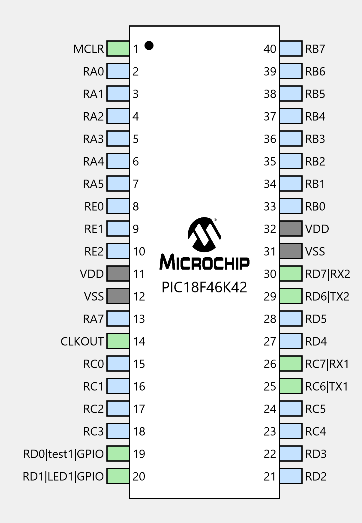 MCLR 1 40 RB7
RA0 2 39 RB6
RA1 3 38 RB5
RA2 4 37 RB4
RA3 5 36 RB3
RA4 6 35 RB2
RA5 7 34 RB1
RE0 8 33 RB0
RE1 9 32 VDD
RE2 10 31 VSS
MICROCHIP
VDD 11 30 RD7|RX2
PIC18F46K42
VSS 12 29 RD6|TX2
RA7 13 28 RD5
CLKOUT 14 27 RD4
RC0 15 26 RC7|RX1
RC1 16 25 RC6|TX1
RC2 17 24 RC5
RC3 18 23 RC4
RD0|test1|GPIO 19 22 RD3
RD1|LED1|GPIO 20 21 RD2